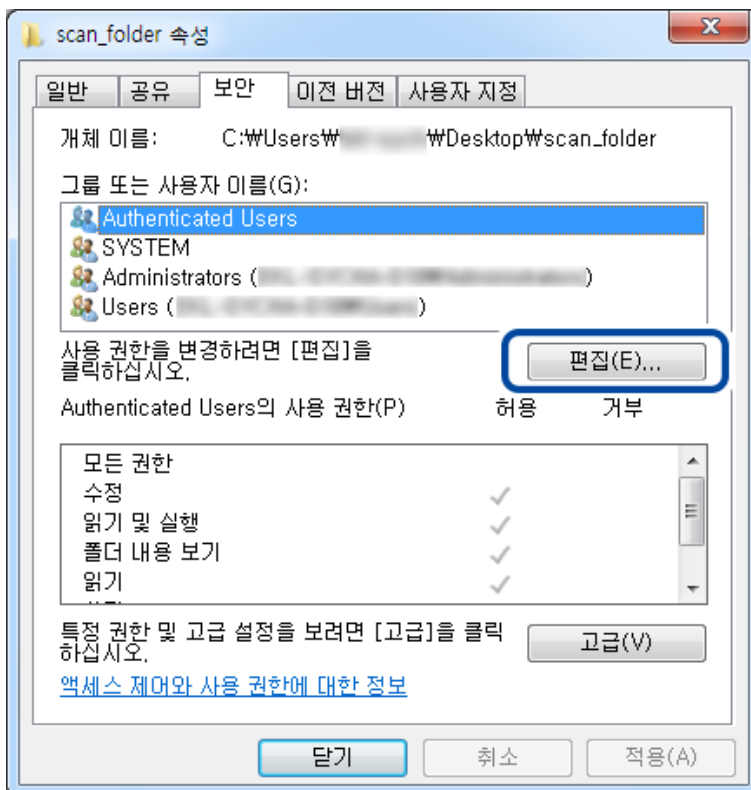 scan_folder 속성
일반 공유 보안 이전 버전 사용자 지정
개체 이름: C:₩Users₩ ₩Desktop₩scan_folder
그룹 또는 사용자 이름(G):
Authenticated Users
SYSTEM
Administrators ( )
Users ( )
사용 권한을 변경하려면 [편집]을
클릭하십시오.
편집(E)...
Authenticated Users의 사용 권한(P) 허용 거부
모든 권한
수정
읽기 및 실행
폴더 내용 보기
읽기
특정 권한 및 고급 설정을 보려면 [고급]을 클릭
하십시오.
고급(V)
액세스 제어와 사용 권한에 대한 정보
닫기 취소 적용(A)